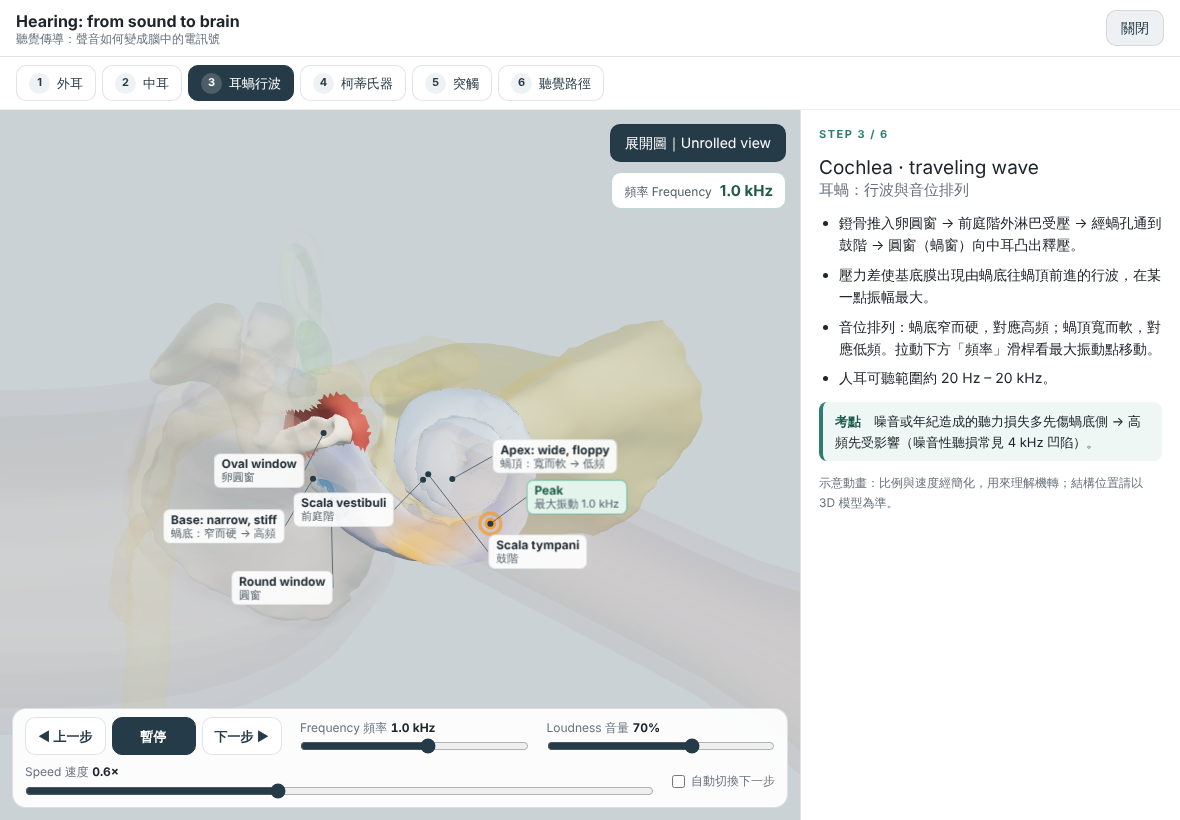 Hearing: from sound to brain
聽覺傳導：聲音如何變成腦中的電訊號
關閉
1 外耳
2 中耳
3 耳蝸行波
4 柯蒂氏器
5 突觸
6 聽覺路徑
展開圖｜Unrolled view
頻率 Frequency 1.0 kHz
Oval window
卵圓窗
Scala vestibuli
前庭階
Base: narrow, stiff
蝸底：窄而硬 → 高頻
Round window
圓窗
Apex: wide, floppy
蝸頂：寬而軟 → 低頻
Peak
最大振動 1.0 kHz
Scala tympani
鼓階
◀ 上一步
暫停
下一步 ▶
Frequency 頻率 1.0 kHz
Loudness 音量 70%
Speed 速度 0.6×
自動切換下一步
STEP 3 / 6
Cochlea · traveling wave
耳蝸：行波與音位排列
• 鐙骨推入卵圓窗 → 前庭階外淋巴受壓 → 經蝸孔通到
鼓階 → 圓窗（蝸窗）向中耳凸出釋壓。
• 壓力差使基底膜出現由蝸底往蝸頂前進的行波，在某
一點振幅最大。
• 音位排列：蝸底窄而硬，對應高頻；蝸頂寬而軟，對
應低頻。拉動下方「頻率」滑桿看最大振動點移動。
• 人耳可聽範圍約 20 Hz – 20 kHz。
考點 噪音或年紀造成的聽力損失多先傷蝸底側 → 高
頻先受影響（噪音性聽損常見 4 kHz 凹陷）。
示意動畫：比例與速度經簡化，用來理解機轉；結構位置請以
3D 模型為準。